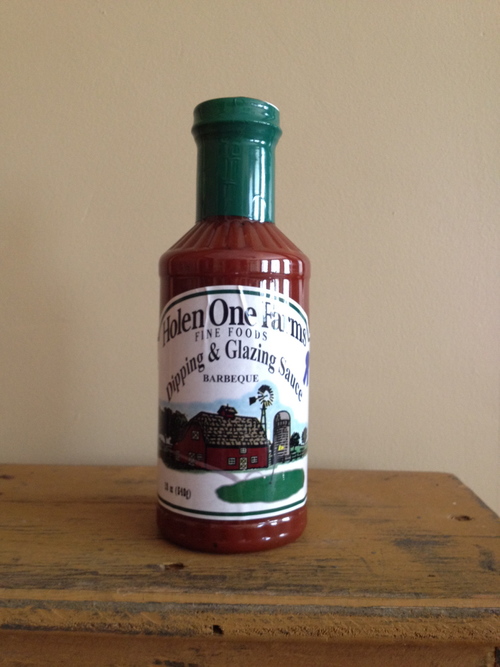 Holen One Farms
FINE FOODS
Dipping & Glazing Sauce
BARBEQUE